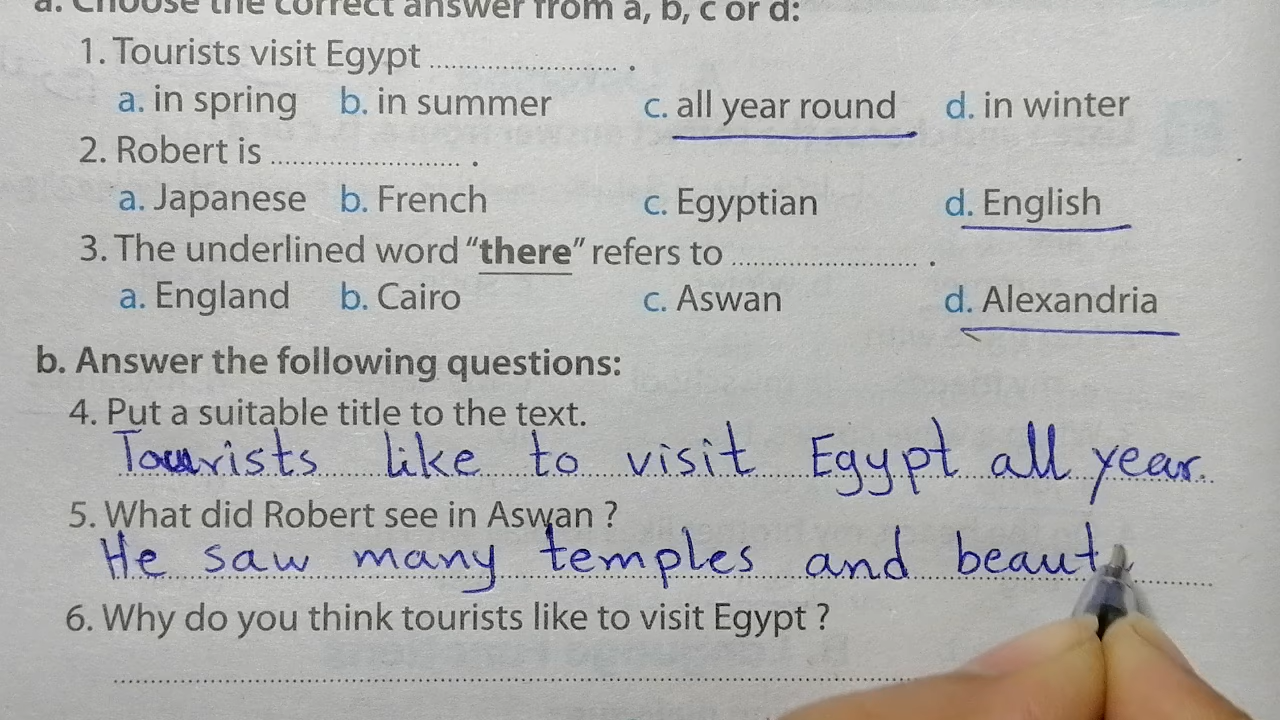 a. Choose the correct answer from a, b, c or d:
1. Tourists visit Egypt ........................ .
a. in spring b. in summer c. all year round d. in winter
2. Robert is ........................ .
a. Japanese b. French c. Egyptian d. English
3. The underlined word “there” refers to ........................ .
a. England b. Cairo c. Aswan d. Alexandria
b. Answer the following questions:
4. Put a suitable title to the text.
Tourists like to visit Egypt all year.
5. What did Robert see in Aswan ?
He saw many temples and beauti
6. Why do you think tourists like to visit Egypt ?